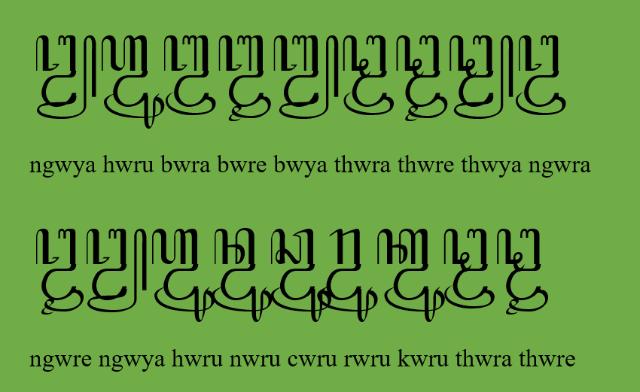 ꦔ꧀ꦮꦾꦲ꧀ꦮꦿꦸꦧ꧀ꦮꦿꦧ꧀ꦮꦽꦧ꧀ꦮꦾꦛ꧀ꦮꦿꦛ꧀ꦮꦽꦛ꧀ꦮꦾꦔ꧀ꦮꦿ
ngwya hwru bwra bwre bwya thwra thwre thwya ngwra
ꦔ꧀ꦮꦽꦔ꧀ꦮꦾꦲ꧀ꦮꦿꦸꦤ꧀ꦮꦿꦸꦕ꧀ꦮꦿꦸꦫ꧀ꦮꦿꦸꦏ꧀ꦮꦿꦸꦛ꧀ꦮꦿꦛ꧀ꦮꦽ
ngwre ngwya hwru nwru cwru rwru kwru thwra thwre